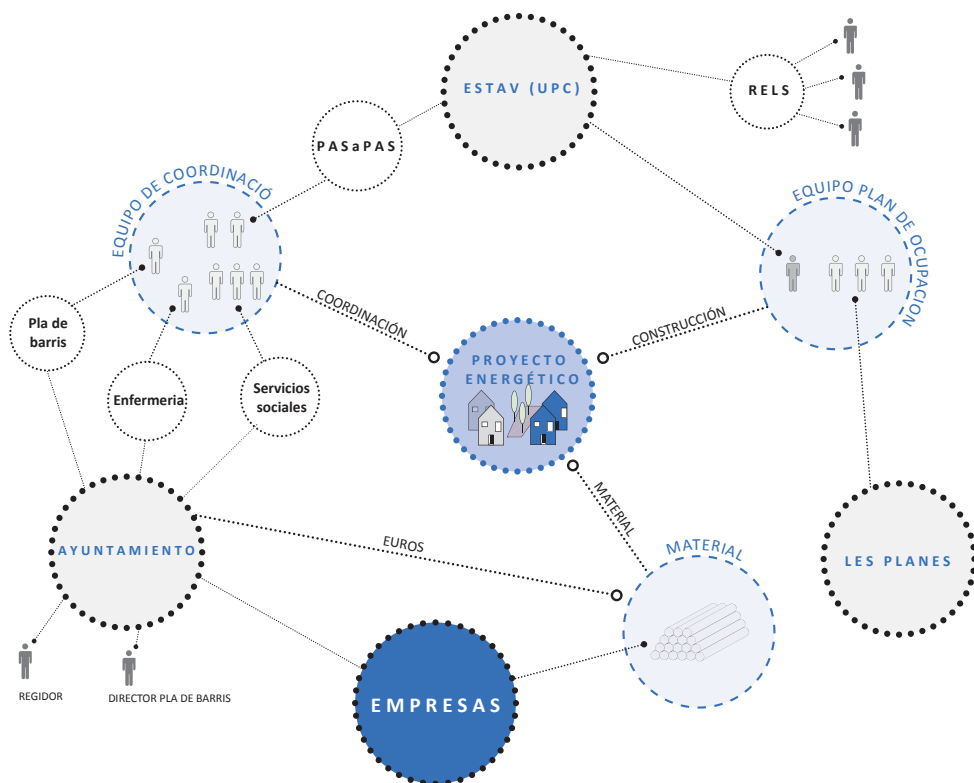 ESTAV (UPC)
RELS
PASaPAS
EQUIPO DE COORDINACIÓ
EQUIPO PLAN DE OCUPACION
Pla de
barris
COORDINACIÓN
CONSTRUCCIÓN
PROYECTO
ENERGÉTICO
Enfermeria
Servicios
sociales
MATERIAL
EUROS
MATERIAL
AYUNTAMIENTO
LES PLANES
REGIDOR
DIRECTOR PLA DE BARRIS
EMPRESAS